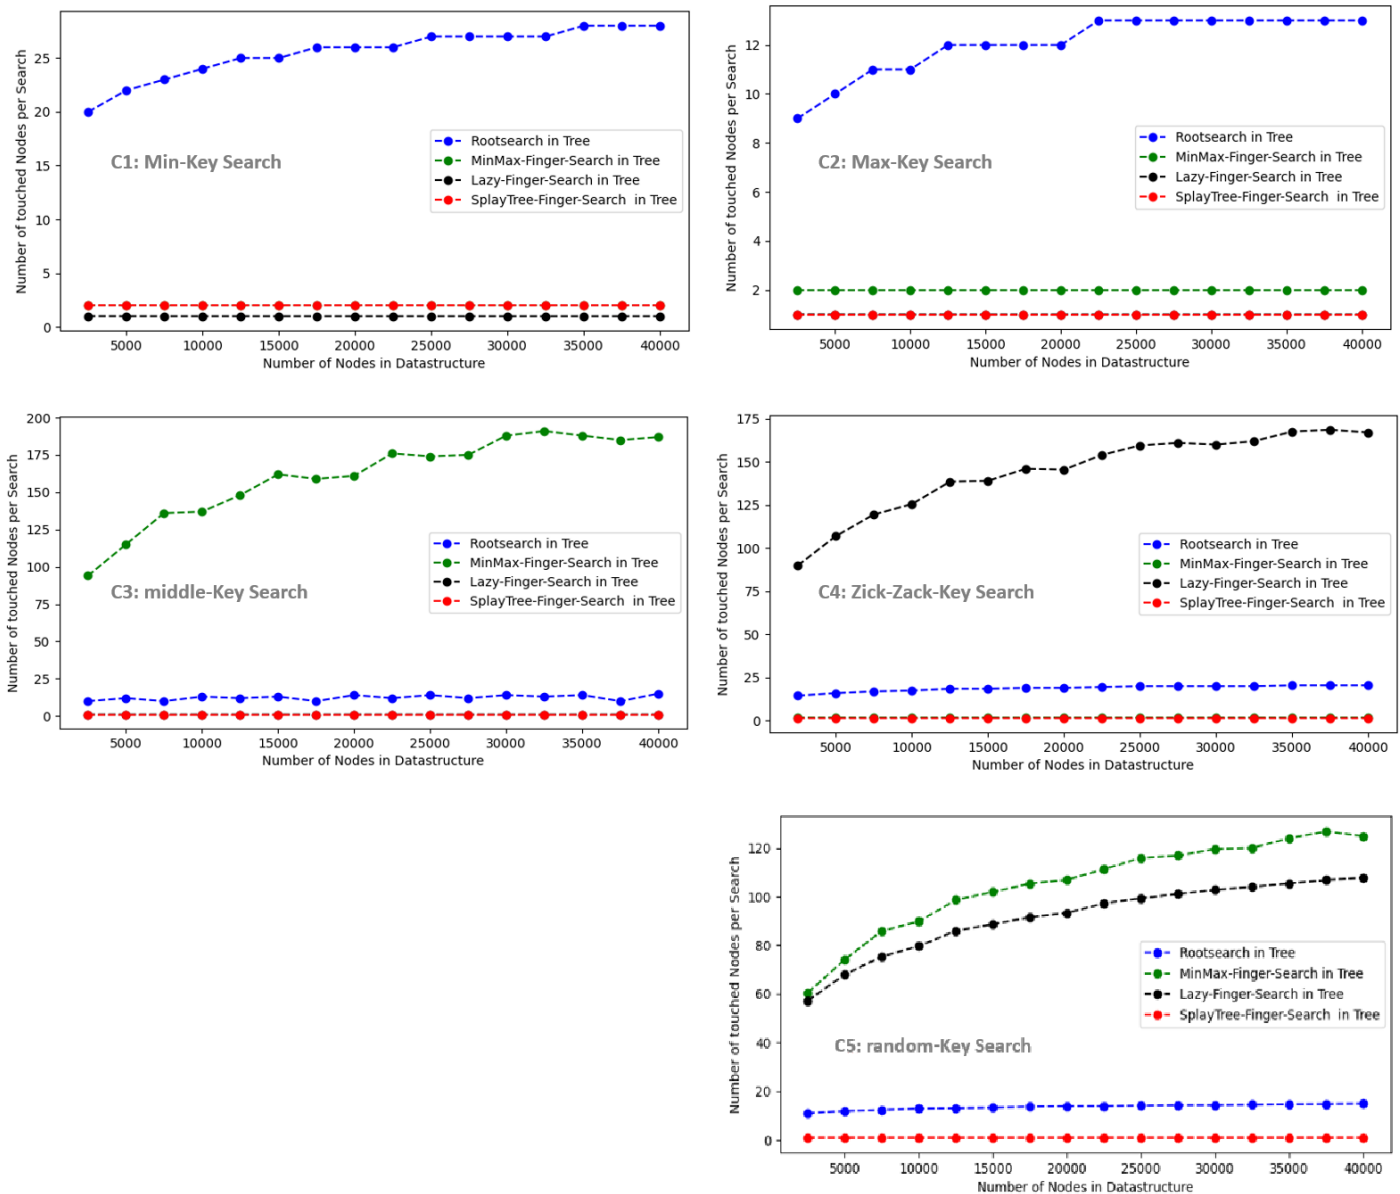 Number of touched Nodes per Search
25
20
15
10
5
0
C1: Min-Key Search
Rootsearch in Tree
MinMax-Finger-Search in Tree
Lazy-Finger-Search in Tree
SplayTree-Finger-Search in Tree
5000 10000 15000 20000 25000 30000 35000 40000
Number of Nodes in Datastructure
Number of touched Nodes per Search
12
10
8
6
4
2
C2: Max-Key Search
Rootsearch in Tree
MinMax-Finger-Search in Tree
Lazy-Finger-Search in Tree
SplayTree-Finger-Search in Tree
5000 10000 15000 20000 25000 30000 35000 40000
Number of Nodes in Datastructure
Number of touched Nodes per Search
200
175
150
125
100
75
50
25
0
C3: middle-Key Search
Rootsearch in Tree
MinMax-Finger-Search in Tree
Lazy-Finger-Search in Tree
SplayTree-Finger-Search in Tree
5000 10000 15000 20000 25000 30000 35000 40000
Number of Nodes in Datastructure
Number of touched Nodes per Search
175
150
125
100
75
50
25
0
C4: Zick-Zack-Key Search
Rootsearch in Tree
MinMax-Finger-Search in Tree
Lazy-Finger-Search in Tree
SplayTree-Finger-Search in Tree
5000 10000 15000 20000 25000 30000 35000 40000
Number of Nodes in Datastructure
Number of touched Nodes per Search
120
100
80
60
40
20
0
C5: random-Key Search
Rootsearch in Tree
MinMax-Finger-Search in Tree
Lazy-Finger-Search in Tree
SplayTree-Finger-Search in Tree
5000 10000 15000 20000 25000 30000 35000 40000
Number of Nodes in Datastructure